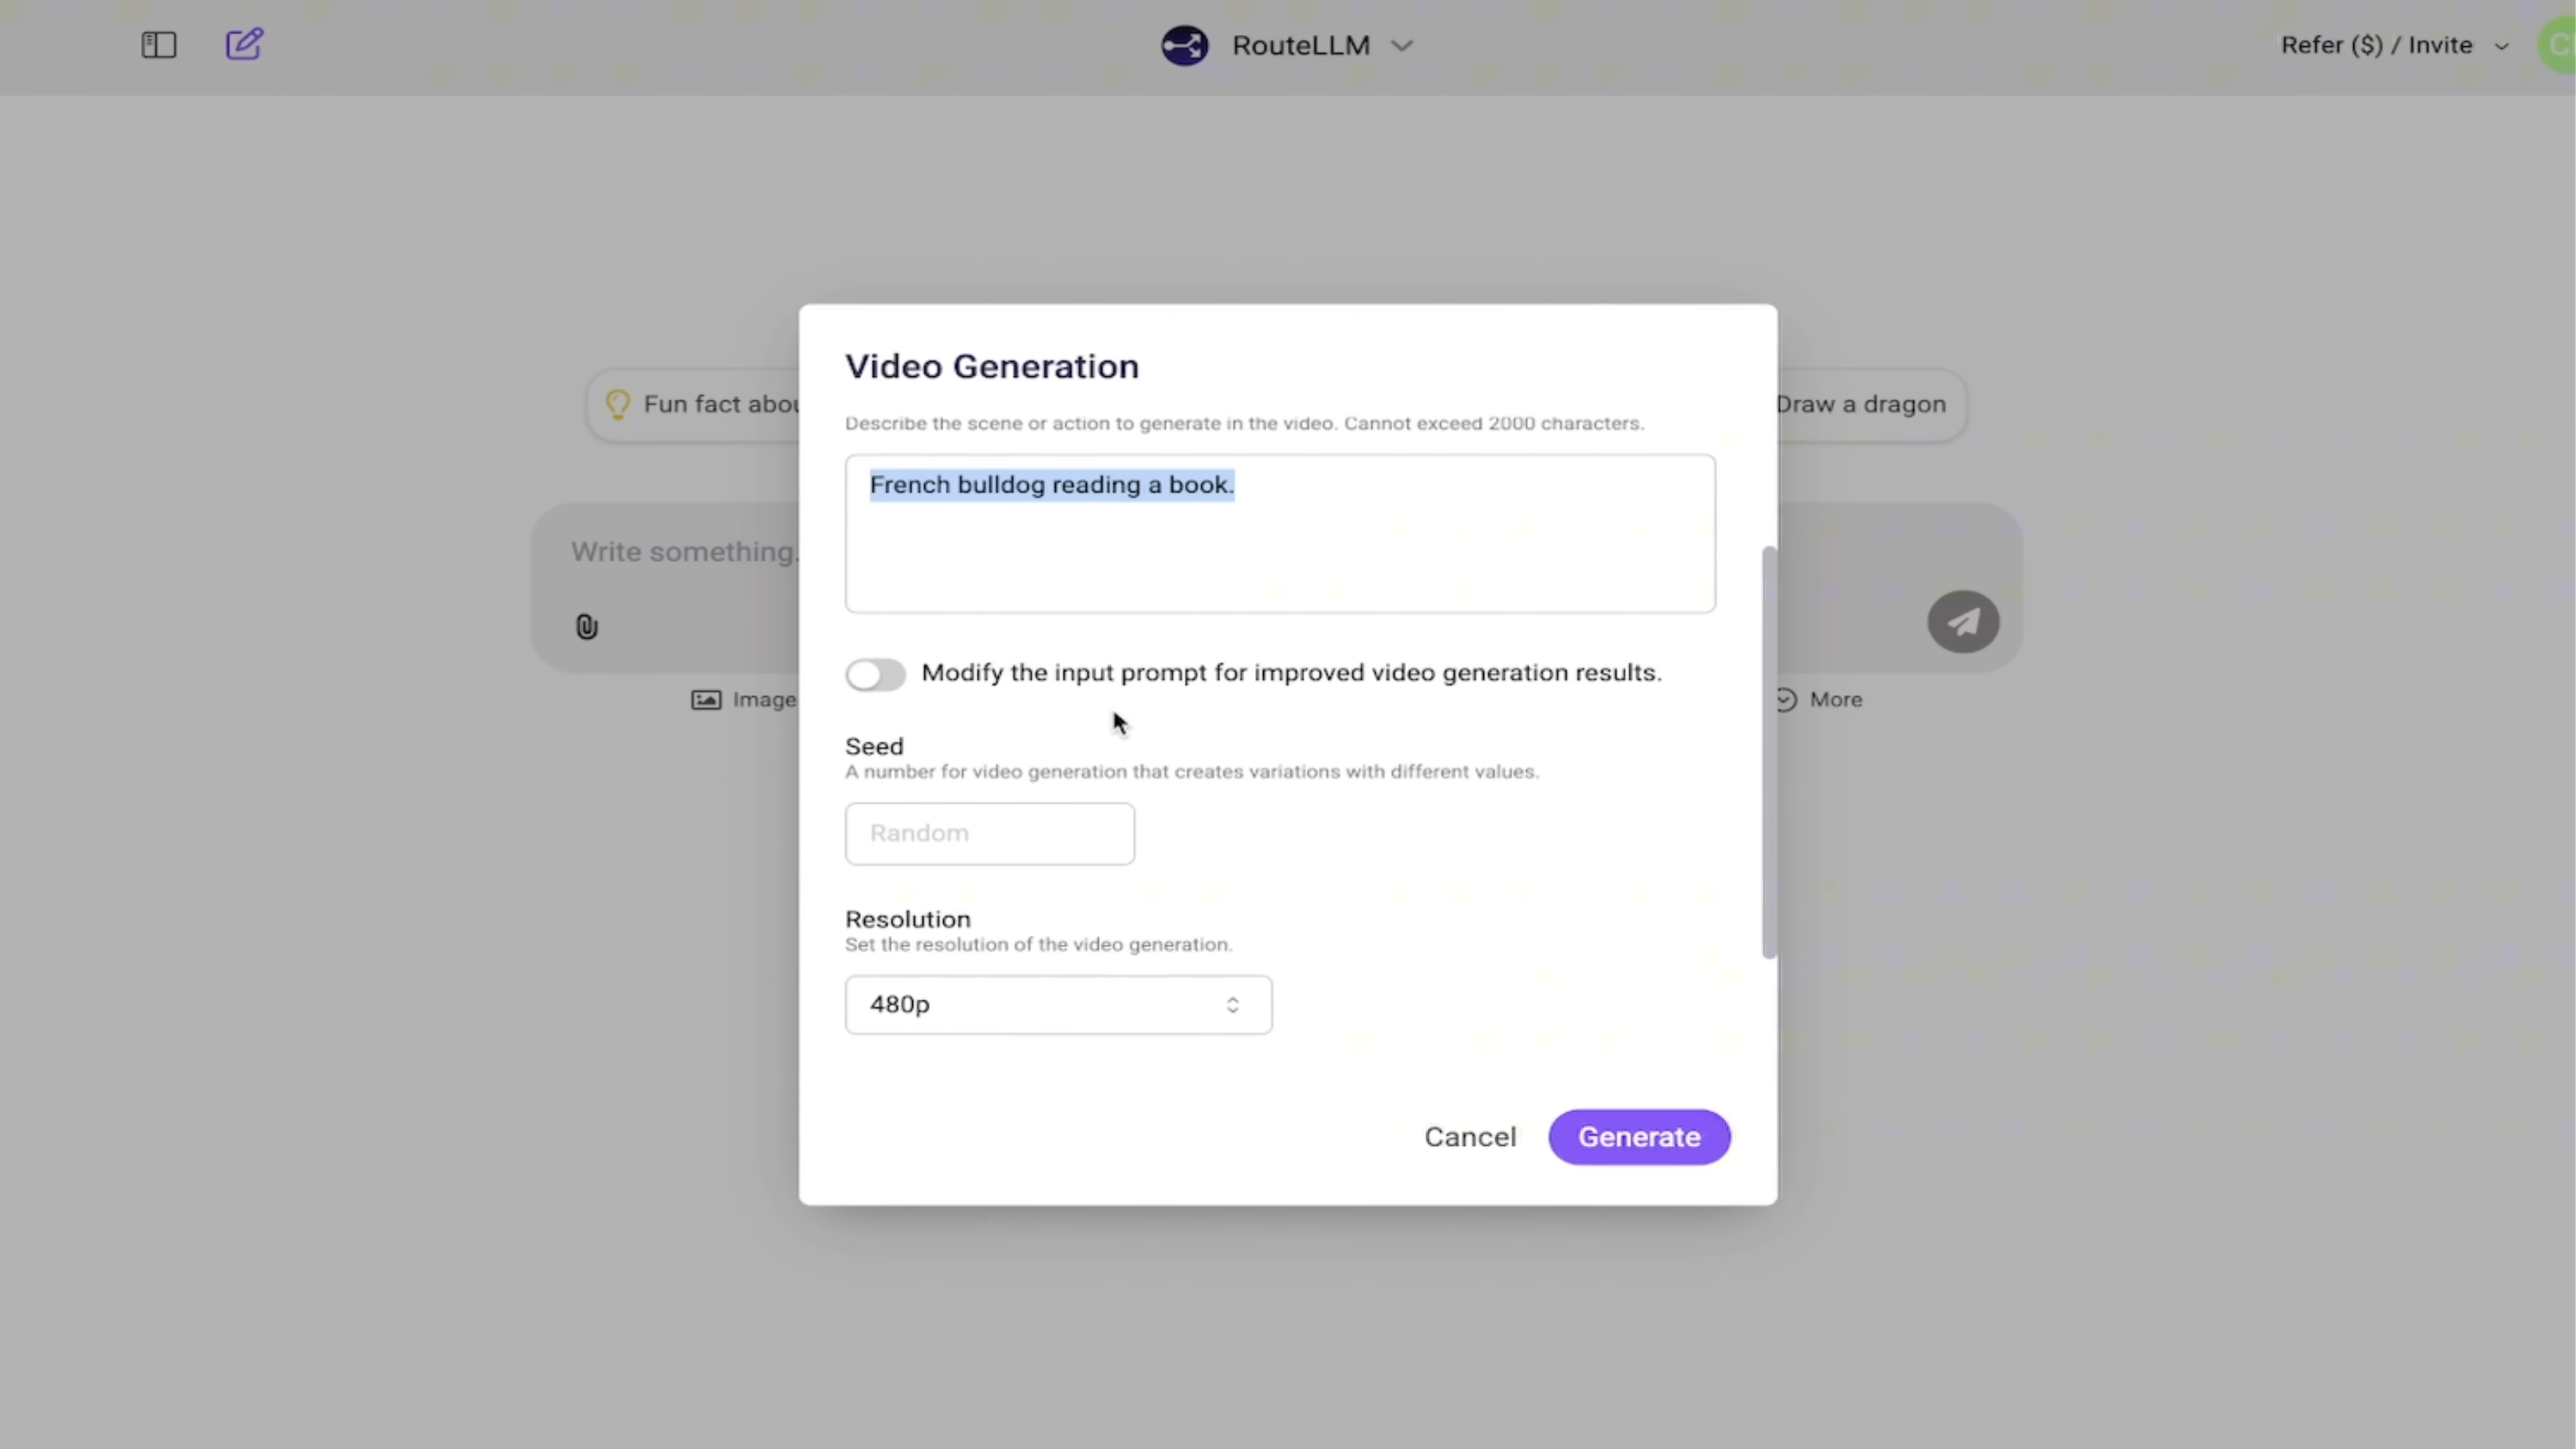 RouteLLM
Refer ($) / Invite
Video Generation
Describe the scene or action to generate in the video. Cannot exceed 2000 characters.
Fun fact
Draw a dragon
French bulldog reading a book.
Write something.
Modify the input prompt for improved video generation results.
Image
More
Seed
A number for video generation that creates variations with different values.
Random
Resolution
Set the resolution of the video generation.
480p
Cancel
Generate